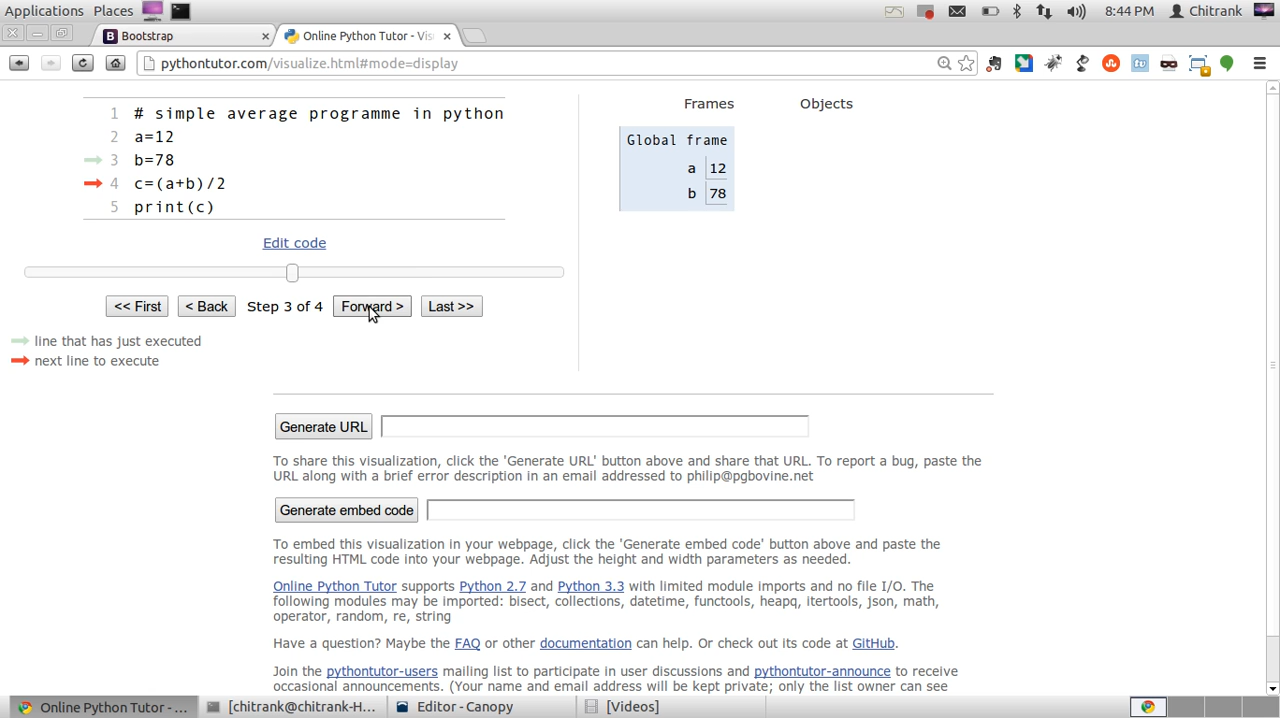 Applications Places 8:44 PM Chitrank
Bootstrap × Online Python Tutor - Vis ×
pythontutor.com/visualize.html#mode=display
1 # simple average programme in python
2 a=12
3 b=78
4 c=(a+b)/2
5 print(c)
Edit code
<< First < Back Step 3 of 4 Forward > Last >>
line that has just executed
next line to execute
Frames Objects
Global frame
a 12
b 78
Generate URL
To share this visualization, click the 'Generate URL' button above and share that URL. To report a bug, paste the
URL along with a brief error description in an email addressed to philip@pgbovine.net
Generate embed code
To embed this visualization in your webpage, click the 'Generate embed code' button above and paste the
resulting HTML code into your webpage. Adjust the height and width parameters as needed.
Online Python Tutor supports Python 2.7 and Python 3.3 with limited module imports and no file I/O. The
following modules may be imported: bisect, collections, datetime, functools, heapq, itertools, json, math,
operator, random, re, string
Have a question? Maybe the FAQ or other documentation can help. Or check out its code at GitHub.
Join the pythontutor-users mailing list to participate in user discussions and pythontutor-announce to receive
occasional announcements. (Your name and email address will be kept private; only the list owner can see
Online Python Tutor - ... [chitrank@chitrank-H... Editor - Canopy [Videos]